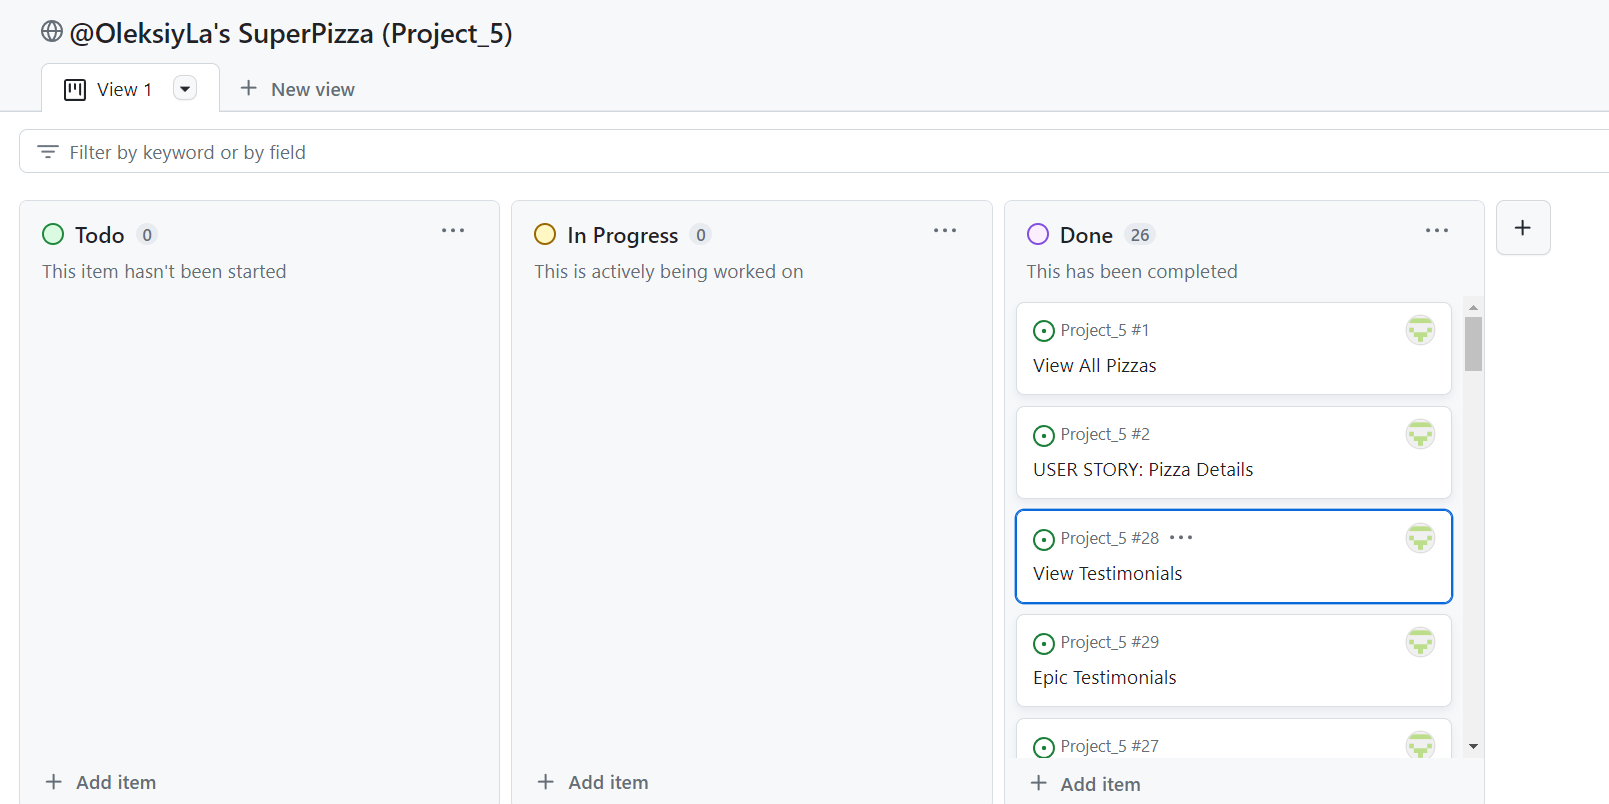 @OleksiyLa's SuperPizza (Project_5)
View 1
New view
Filter by keyword or by field
Todo 0
This item hasn't been started
Add item
In Progress 0
This is actively being worked on
Add item
Done 26
This has been completed
Project_5 #1
View All Pizzas
Project_5 #2
USER STORY: Pizza Details
Project_5 #28
View Testimonials
Project_5 #29
Epic Testimonials
Project_5 #27
Add item